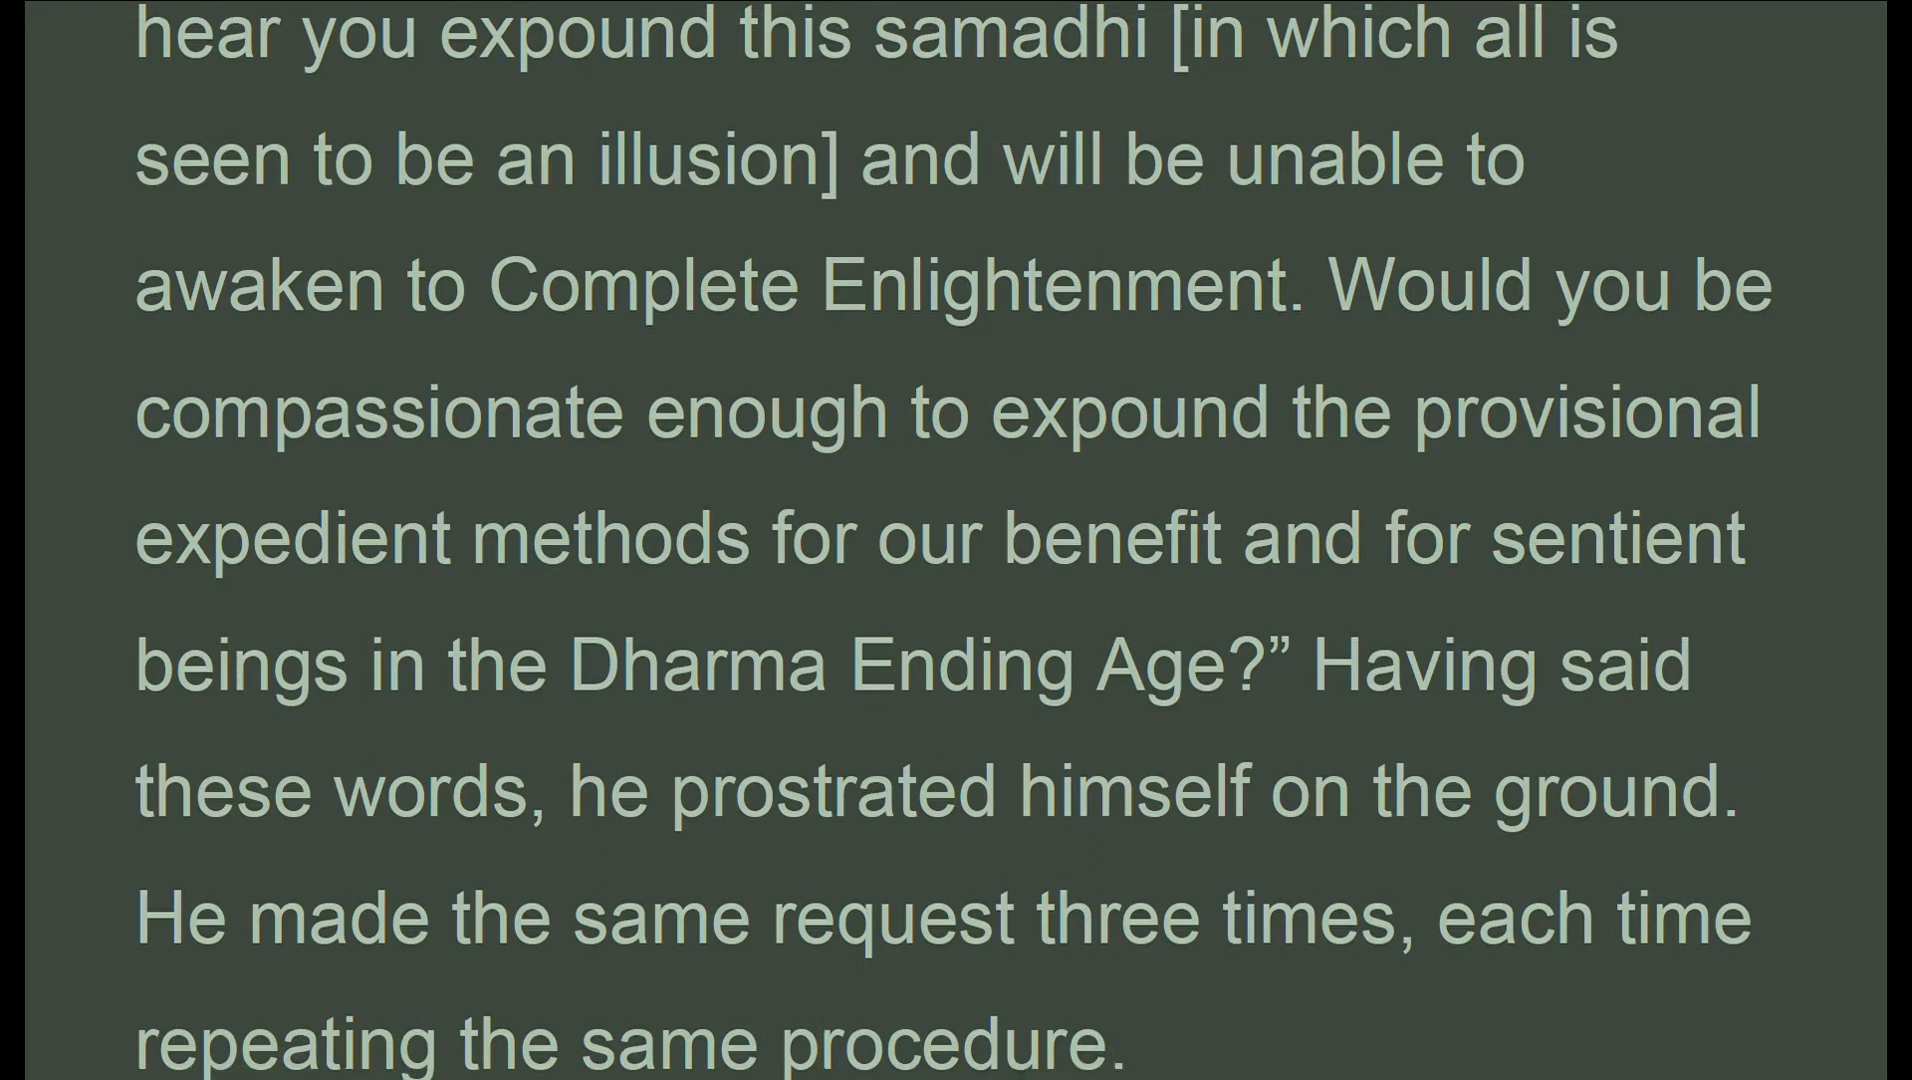 hear you expound this samadhi [in which all is
seen to be an illusion] and will be unable to
awaken to Complete Enlightenment. Would you be
compassionate enough to expound the provisional
expedient methods for our benefit and for sentient
beings in the Dharma Ending Age?” Having said
these words, he prostrated himself on the ground.
He made the same request three times, each time
repeating the same procedure.